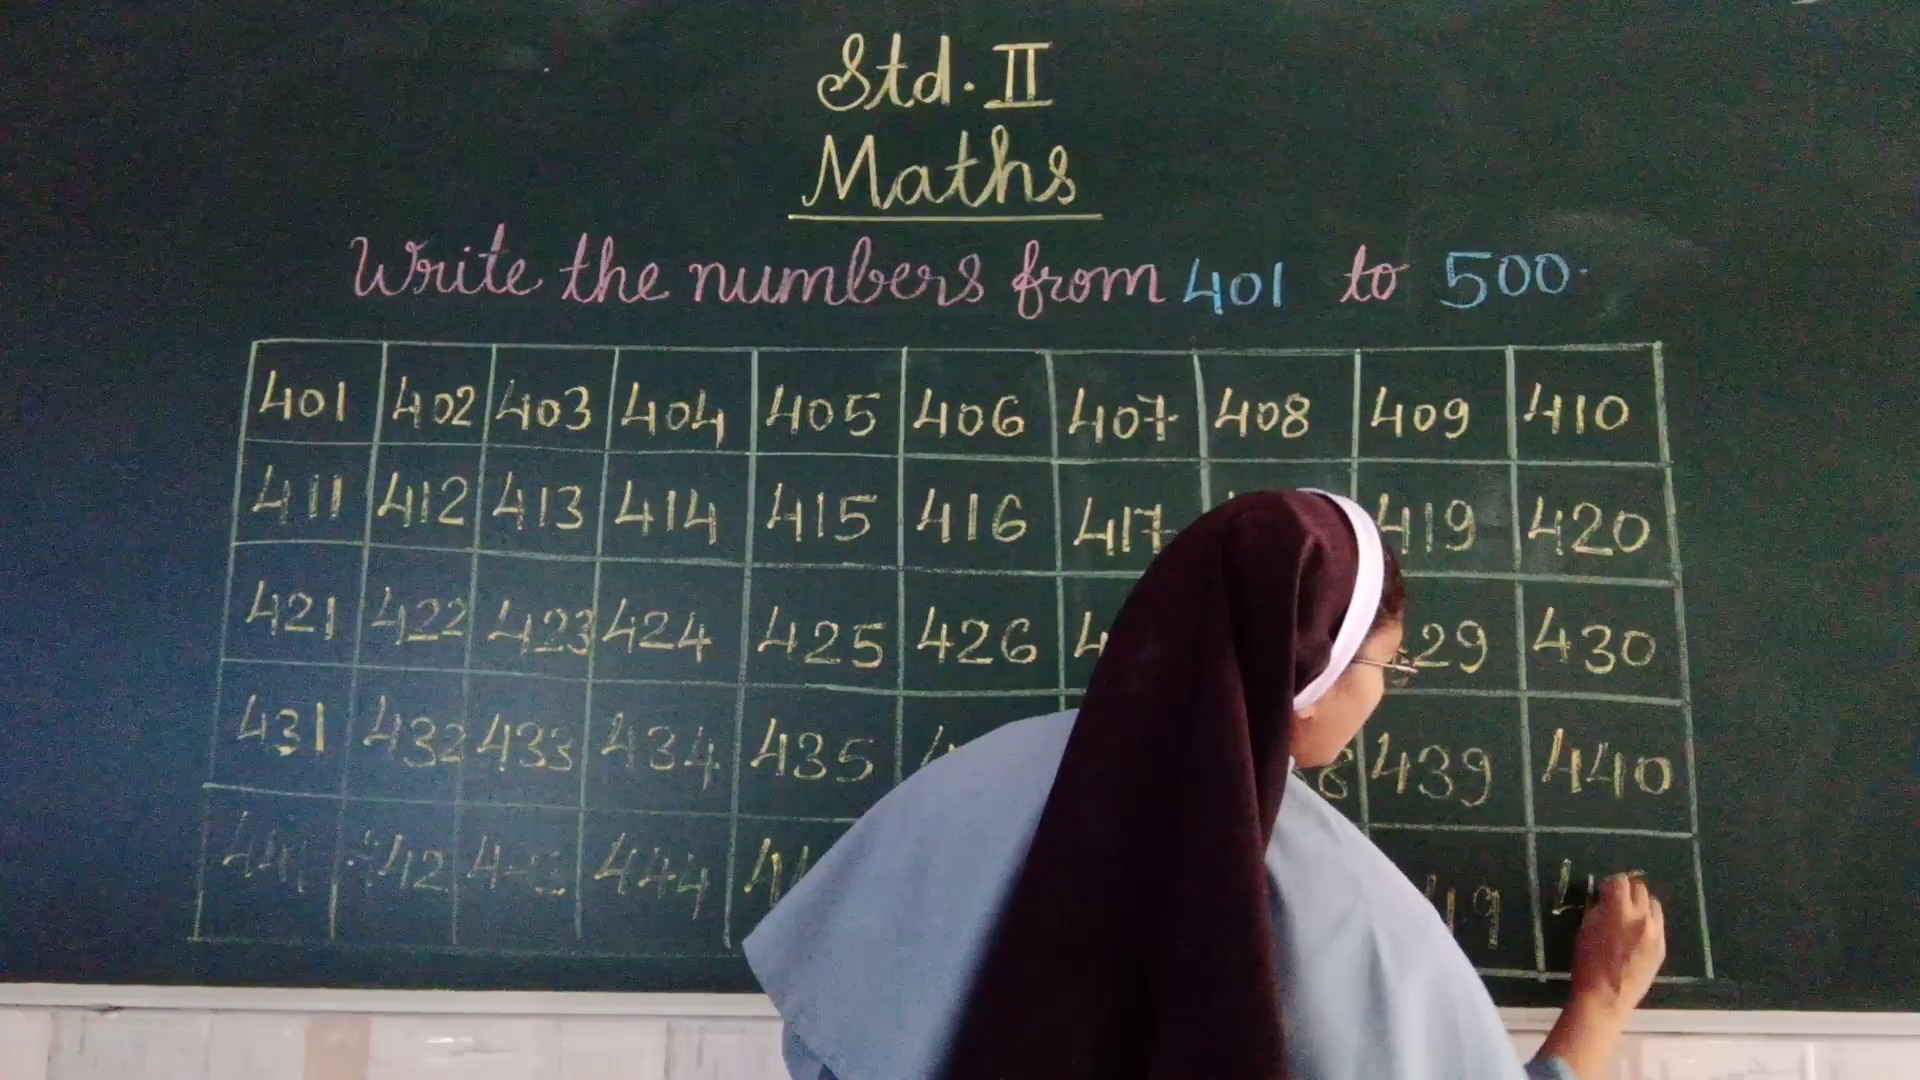 Std. II
Maths
Write the numbers from 401 to 500.
401 402 403 404 405 406 407 408 409 410
411 412 413 414 415 416 417 419 420
421 422 423 424 425 426 29 430
431 432 433 434 435 439 440
442 444